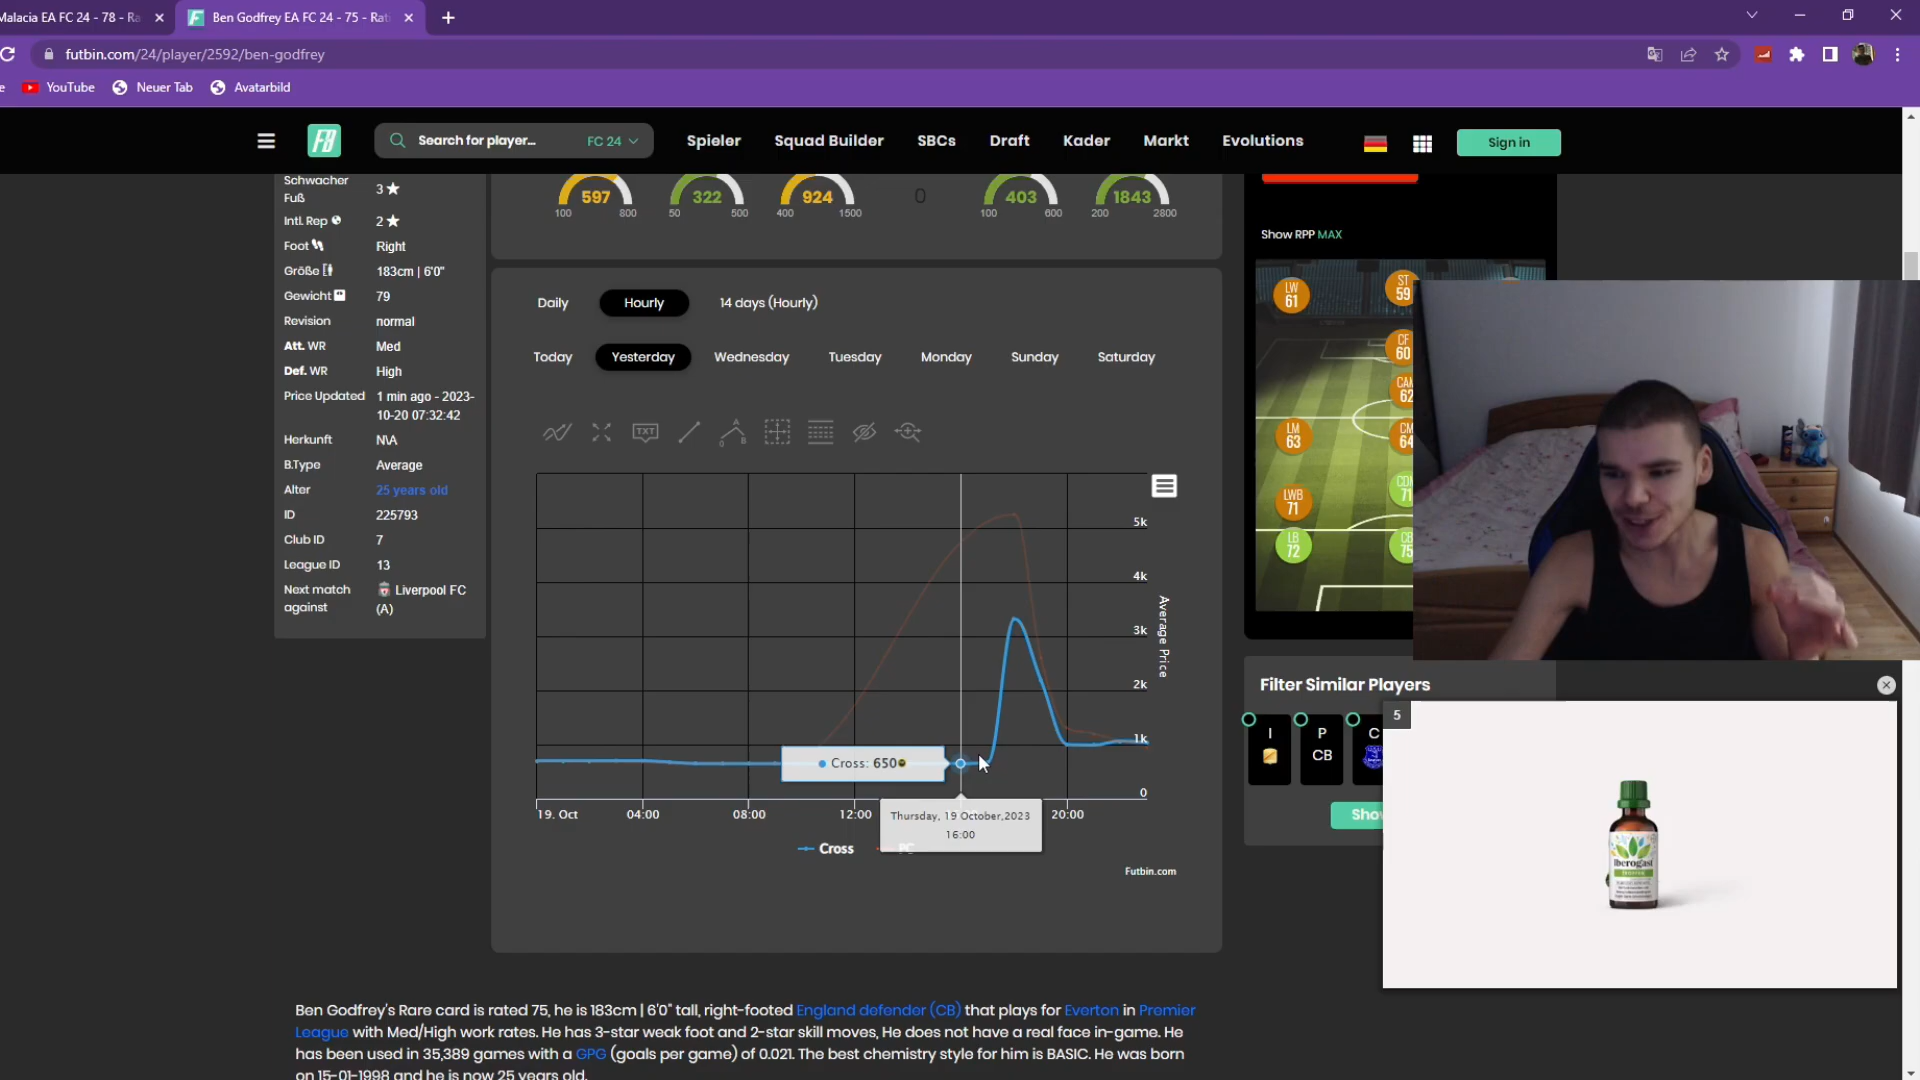 Malacia EA FC 24 - 78 - Ra
Ben Godfrey EA FC 24 - 75 - Rati
futbin.com/24/player/2592/ben-godfrey
YouTube
Neuer Tab
Avatarbild
FB
Search for player...
FC 24
Spieler
Squad Builder
SBCs
Draft
Kader
Markt
Evolutions
Sign in
Schwacher
Fuß
3
Intl. Rep
2
Foot
Right
Größe
183cm | 6'0"
Gewicht
79
Revision
normal
Att. WR
Med
Def. WR
High
Price Updated
1 min ago - 2023-
10-20 07:32:42
Herkunft
N\A
B.Type
Average
Alter
25 years old
ID
225793
Club ID
7
League ID
13
Next match
against
Liverpool FC
(A)
597
100 800
322
50 500
924
400 1500
0
403
100 600
1843
200 2800
Daily
Hourly
14 days (Hourly)
Today
Yesterday
Wednesday
Tuesday
Monday
Sunday
Saturday
TXT
5k
4k
3k
2k
1k
0
Average Price
Cross: 650
19. Oct
04:00
08:00
12:00
20:00
Thursday, 19 October,2023
16:00
Cross
PC
Futbin.com
Show RPP MAX
LW
61
ST
59
CF
60
CAM
62
LM
63
CM
64
LWB
71
CDM
71
LB
72
CB
75
Filter Similar Players
I
P
CB
C
Show
5
Iberogast
Ben Godfrey's Rare card is rated 75, he is 183cm | 6'0" tall, right-footed England defender (CB) that plays for Everton in Premier
League with Med/High work rates. He has 3-star weak foot and 2-star skill moves, He does not have a real face in-game. He
has been used in 35,389 games with a GPG (goals per game) of 0.021. The best chemistry style for him is BASIC. He was born
on 15-01-1998 and he is now 25 years old.